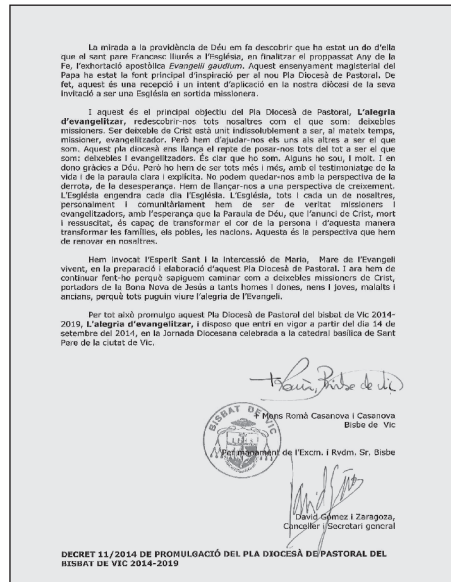 La mirada a la providència de Déu em fa descobrir que ha estat un do d'ella
que el sant pare Francesc lliurés a l'Església, en finalitzar el proppassat Any de la
Fe, l'exhortació apostòlica Evangelii gaudium. Aquest ensenyament magisterial del
Papa ha estat la font principal d'inspiració per al nou Pla Diocesà de Pastoral. De
fet, aquest és una recepció i un intent d'aplicació en la nostra diòcesi de la seva
invitació a ser una Església en sortida missionera.
I aquest és el principal objectiu del Pla Diocesà de Pastoral, L'alegria
d'evangelitzar, redescobrir-nos tots nosaltres com el que som: deixebles
missioners. Ser deixeble de Crist està unit indissolublement a ser, al mateix temps,
missioner, evangelitzador. Però hem d'ajudar-nos els uns als altres a ser el que
som. Aquest pla diocesà ens llança el repte de posar-nos tots del tot a ser el que
som: deixebles i evangelitzadors. És clar que ho som. Alguns ho sou, i molt. I en
dono gràcies a Déu. Però ho hem de ser tots més i més, amb el testimoniatge de la
vida i de la paraula clara i explícita. No podem quedar-nos amb la perspectiva de la
derrota, de la desesperança. Hem de llançar-nos a una perspectiva de creixement.
L'Església engendra cada dia l'Església. L'Església, tots i cada un de nosaltres,
personalment i comunitàriament hem de ser de veritat missioners i
evangelitzadors, amb l'esperança que la Paraula de Déu, que l'anunci de Crist, mort
i ressuscitat, és capaç de transformar el cor de la persona i d'aquesta manera
transformar les famílies, els pobles, les nacions. Aquesta és la perspectiva que hem
de renovar en nosaltres.
Hem invocat l'Esperit Sant i la intercessió de Maria, Mare de l'Evangeli
vivent, en la preparació i elaboració d'aquest Pla Diocesà de Pastoral. I ara hem de
continuar fent-ho perquè sapiguem caminar com a deixebles missioners de Crist,
portadors de la Bona Nova de Jesús a tants homes i dones, nens i joves, malalts i
ancians, perquè tots puguin viure l'alegria de l'Evangeli.
Per tot això promulgo aquest Pla Diocesà de Pastoral del bisbat de Vic 2014-
2019, L'alegria d'evangelitzar, i disposo que entri en vigor a partir del dia 14 de
setembre del 2014, en la Jornada Diocesana celebrada a la catedral basílica de Sant
Pere de la ciutat de Vic.
Bisbe de Vic
BISBAT DE VIC
+ Mons Romà Casanova i Casanova
Bisbe de Vic
Per manament de l'Excm. i Rvdm. Sr. Bisbe
David Gómez i Zaragoza,
Canceller i Secretari general
DECRET 11/2014 DE PROMULGACIÓ DEL PLA DIOCESÀ DE PASTORAL DEL
BISBAT DE VIC 2014-2019